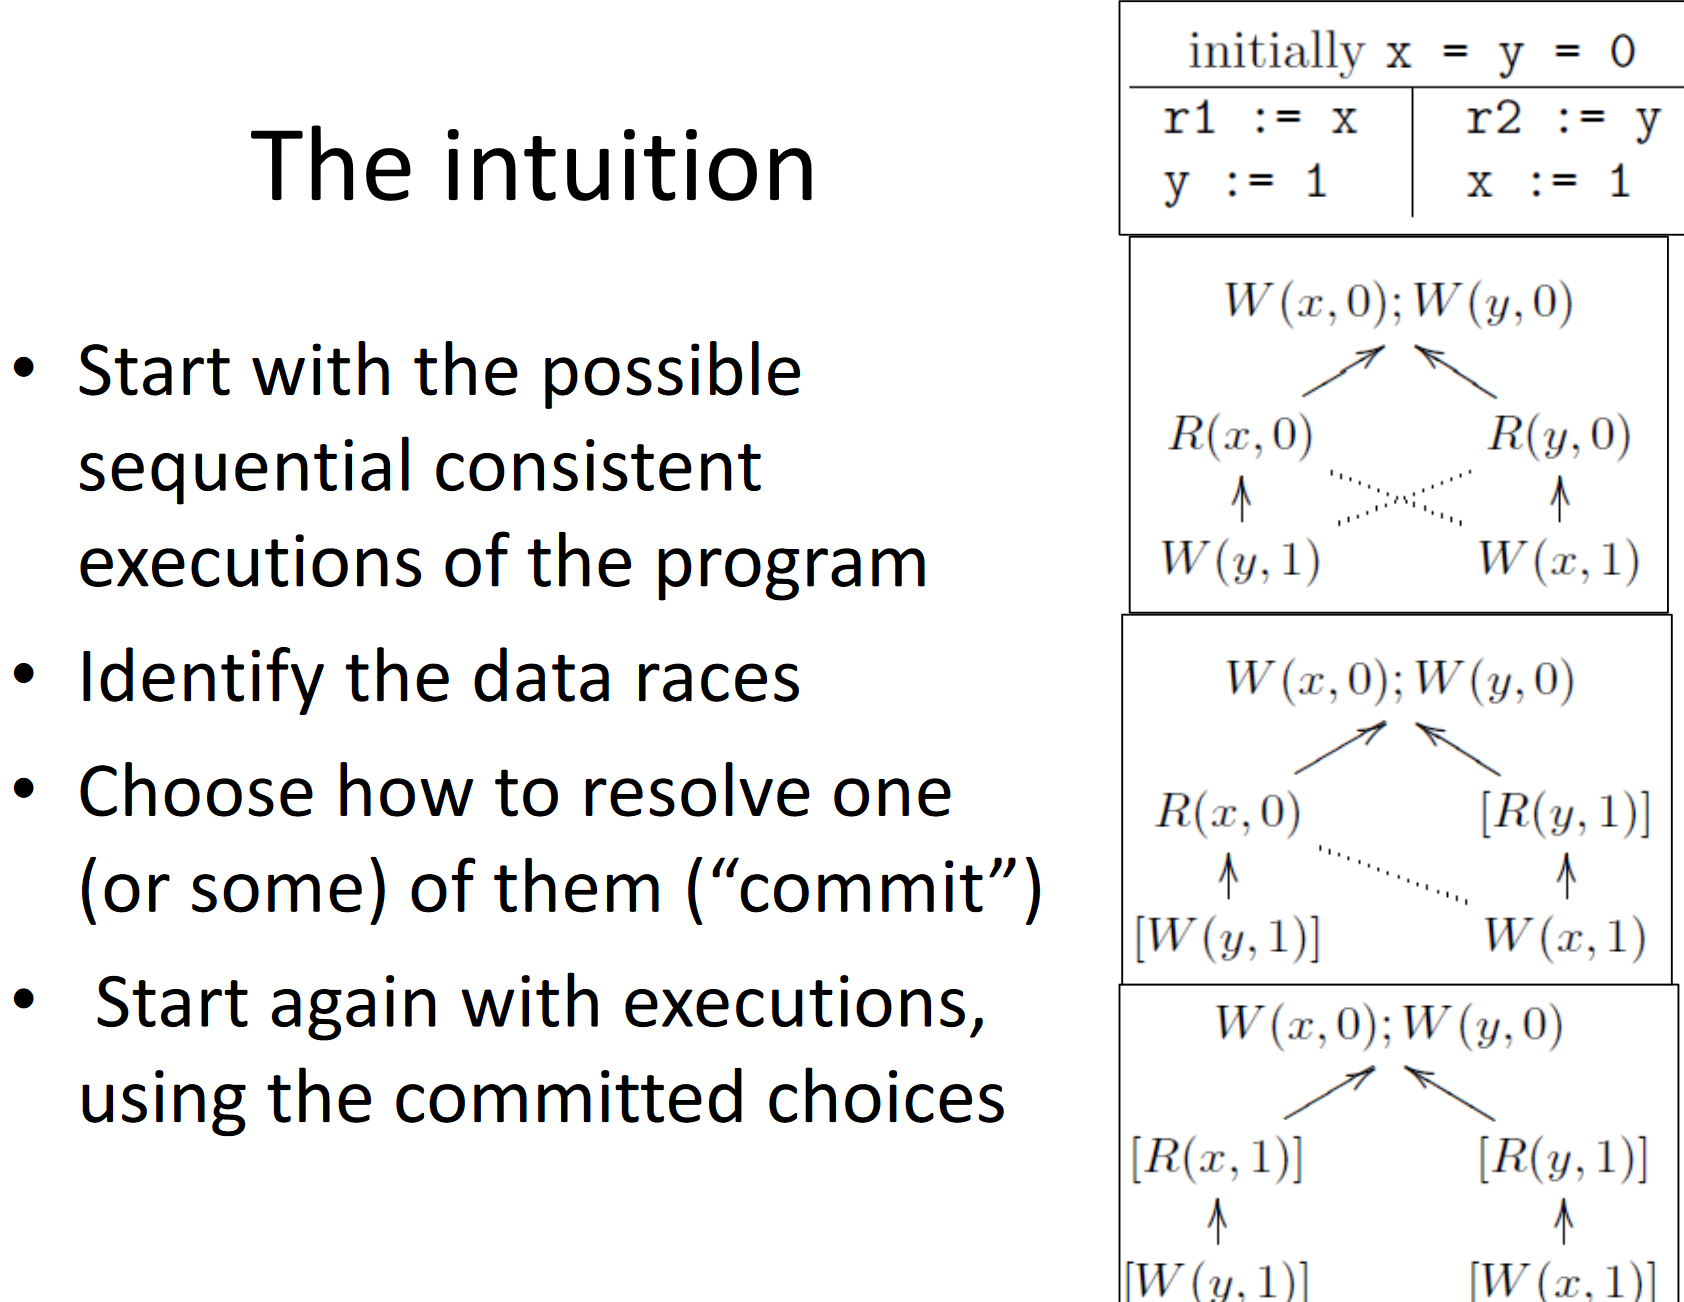 The intuition
• Start with the possible
sequential consistent
executions of the program
• Identify the data races
• Choose how to resolve one
(or some) of them (“commit”)
• Start again with executions,
using the committed choices
initially x = y = 0
r1 := x r2 := y
y := 1 x := 1
W(x, 0); W(y, 0)
R(x, 0) R(y, 0)
W(y, 1) W(x, 1)
W(x, 0); W(y, 0)
R(x, 0) [R(y, 1)]
[W(y, 1)] W(x, 1)
W(x, 0); W(y, 0)
[R(x, 1)] [R(y, 1)]
[W(y, 1)] [W(x, 1)]